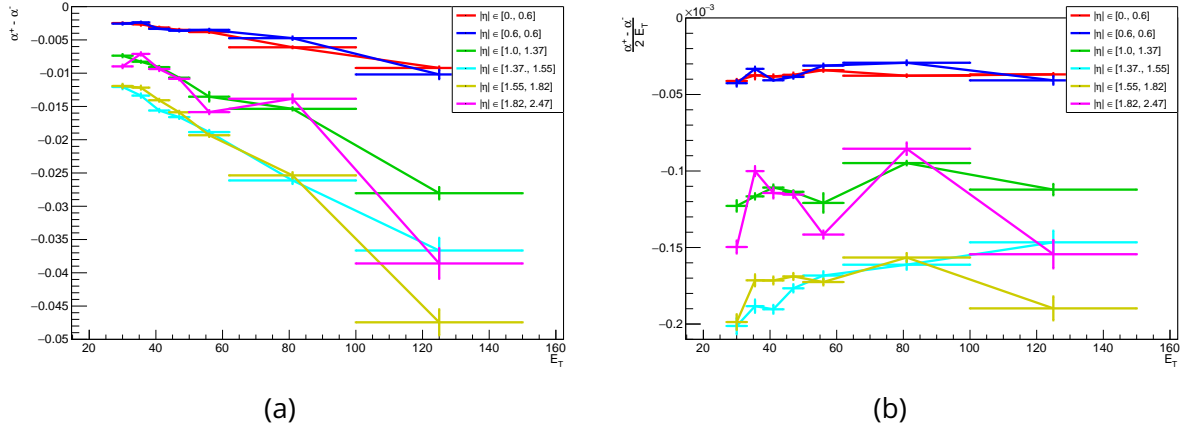 α⁺ - α⁻
0
−0.005
−0.01
−0.015
−0.02
−0.025
−0.03
−0.035
−0.04
−0.045
−0.05
20 40 60 80 100 120 140 160
E_T
|η| ∈ [0., 0.6]
|η| ∈ [0.6, 0.6]
|η| ∈ [1.0, 1.37]
|η| ∈ [1.37., 1.55]
|η| ∈ [1.55, 1.82]
|η| ∈ [1.82, 2.47]
(a)
α⁺ - α⁻
2 E_T
×10⁻³
0
−0.05
−0.1
−0.15
−0.2
20 40 60 80 100 120 140 160
E_T
|η| ∈ [0., 0.6]
|η| ∈ [0.6, 0.6]
|η| ∈ [1.0, 1.37]
|η| ∈ [1.37., 1.55]
|η| ∈ [1.55, 1.82]
|η| ∈ [1.82, 2.47]
(b)